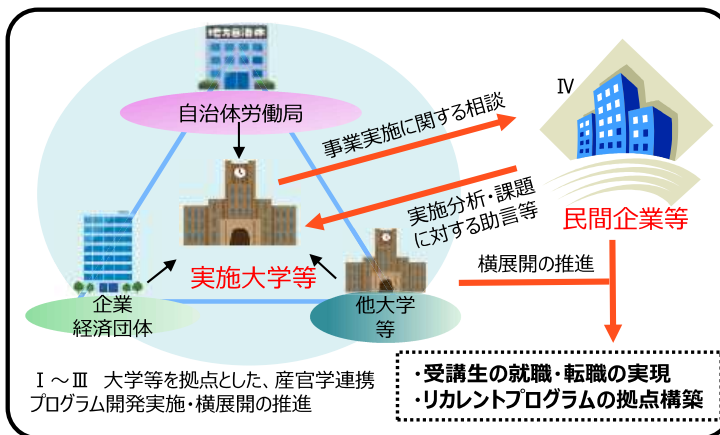 地方自治体
自治体労働局
Ⅳ
事業実施に関する相談
実施分析・課題
に対する助言等
民間企業等
実施大学等
企業
経済団体
他大学
等
横展開の推進
Ⅰ～Ⅲ 大学等を拠点とした、産官学連携
プログラム開発実施・横展開の推進
・受講生の就職・転職の実現
・リカレントプログラムの拠点構築